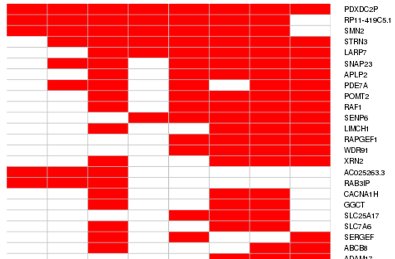 PDXDC2P
RP11-419C5.1
SMN2
STRN3
LARP7
SNAP23
APLP2
PDE7A
POMT2
RAF1
SENP6
LIMCH1
RAPGEF1
WDR91
XRN2
AC025263.3
RAB3IP
CACNA1H
GGCT
SLC25A17
SLC7A6
SERGEF
ABCB8
ADAM17